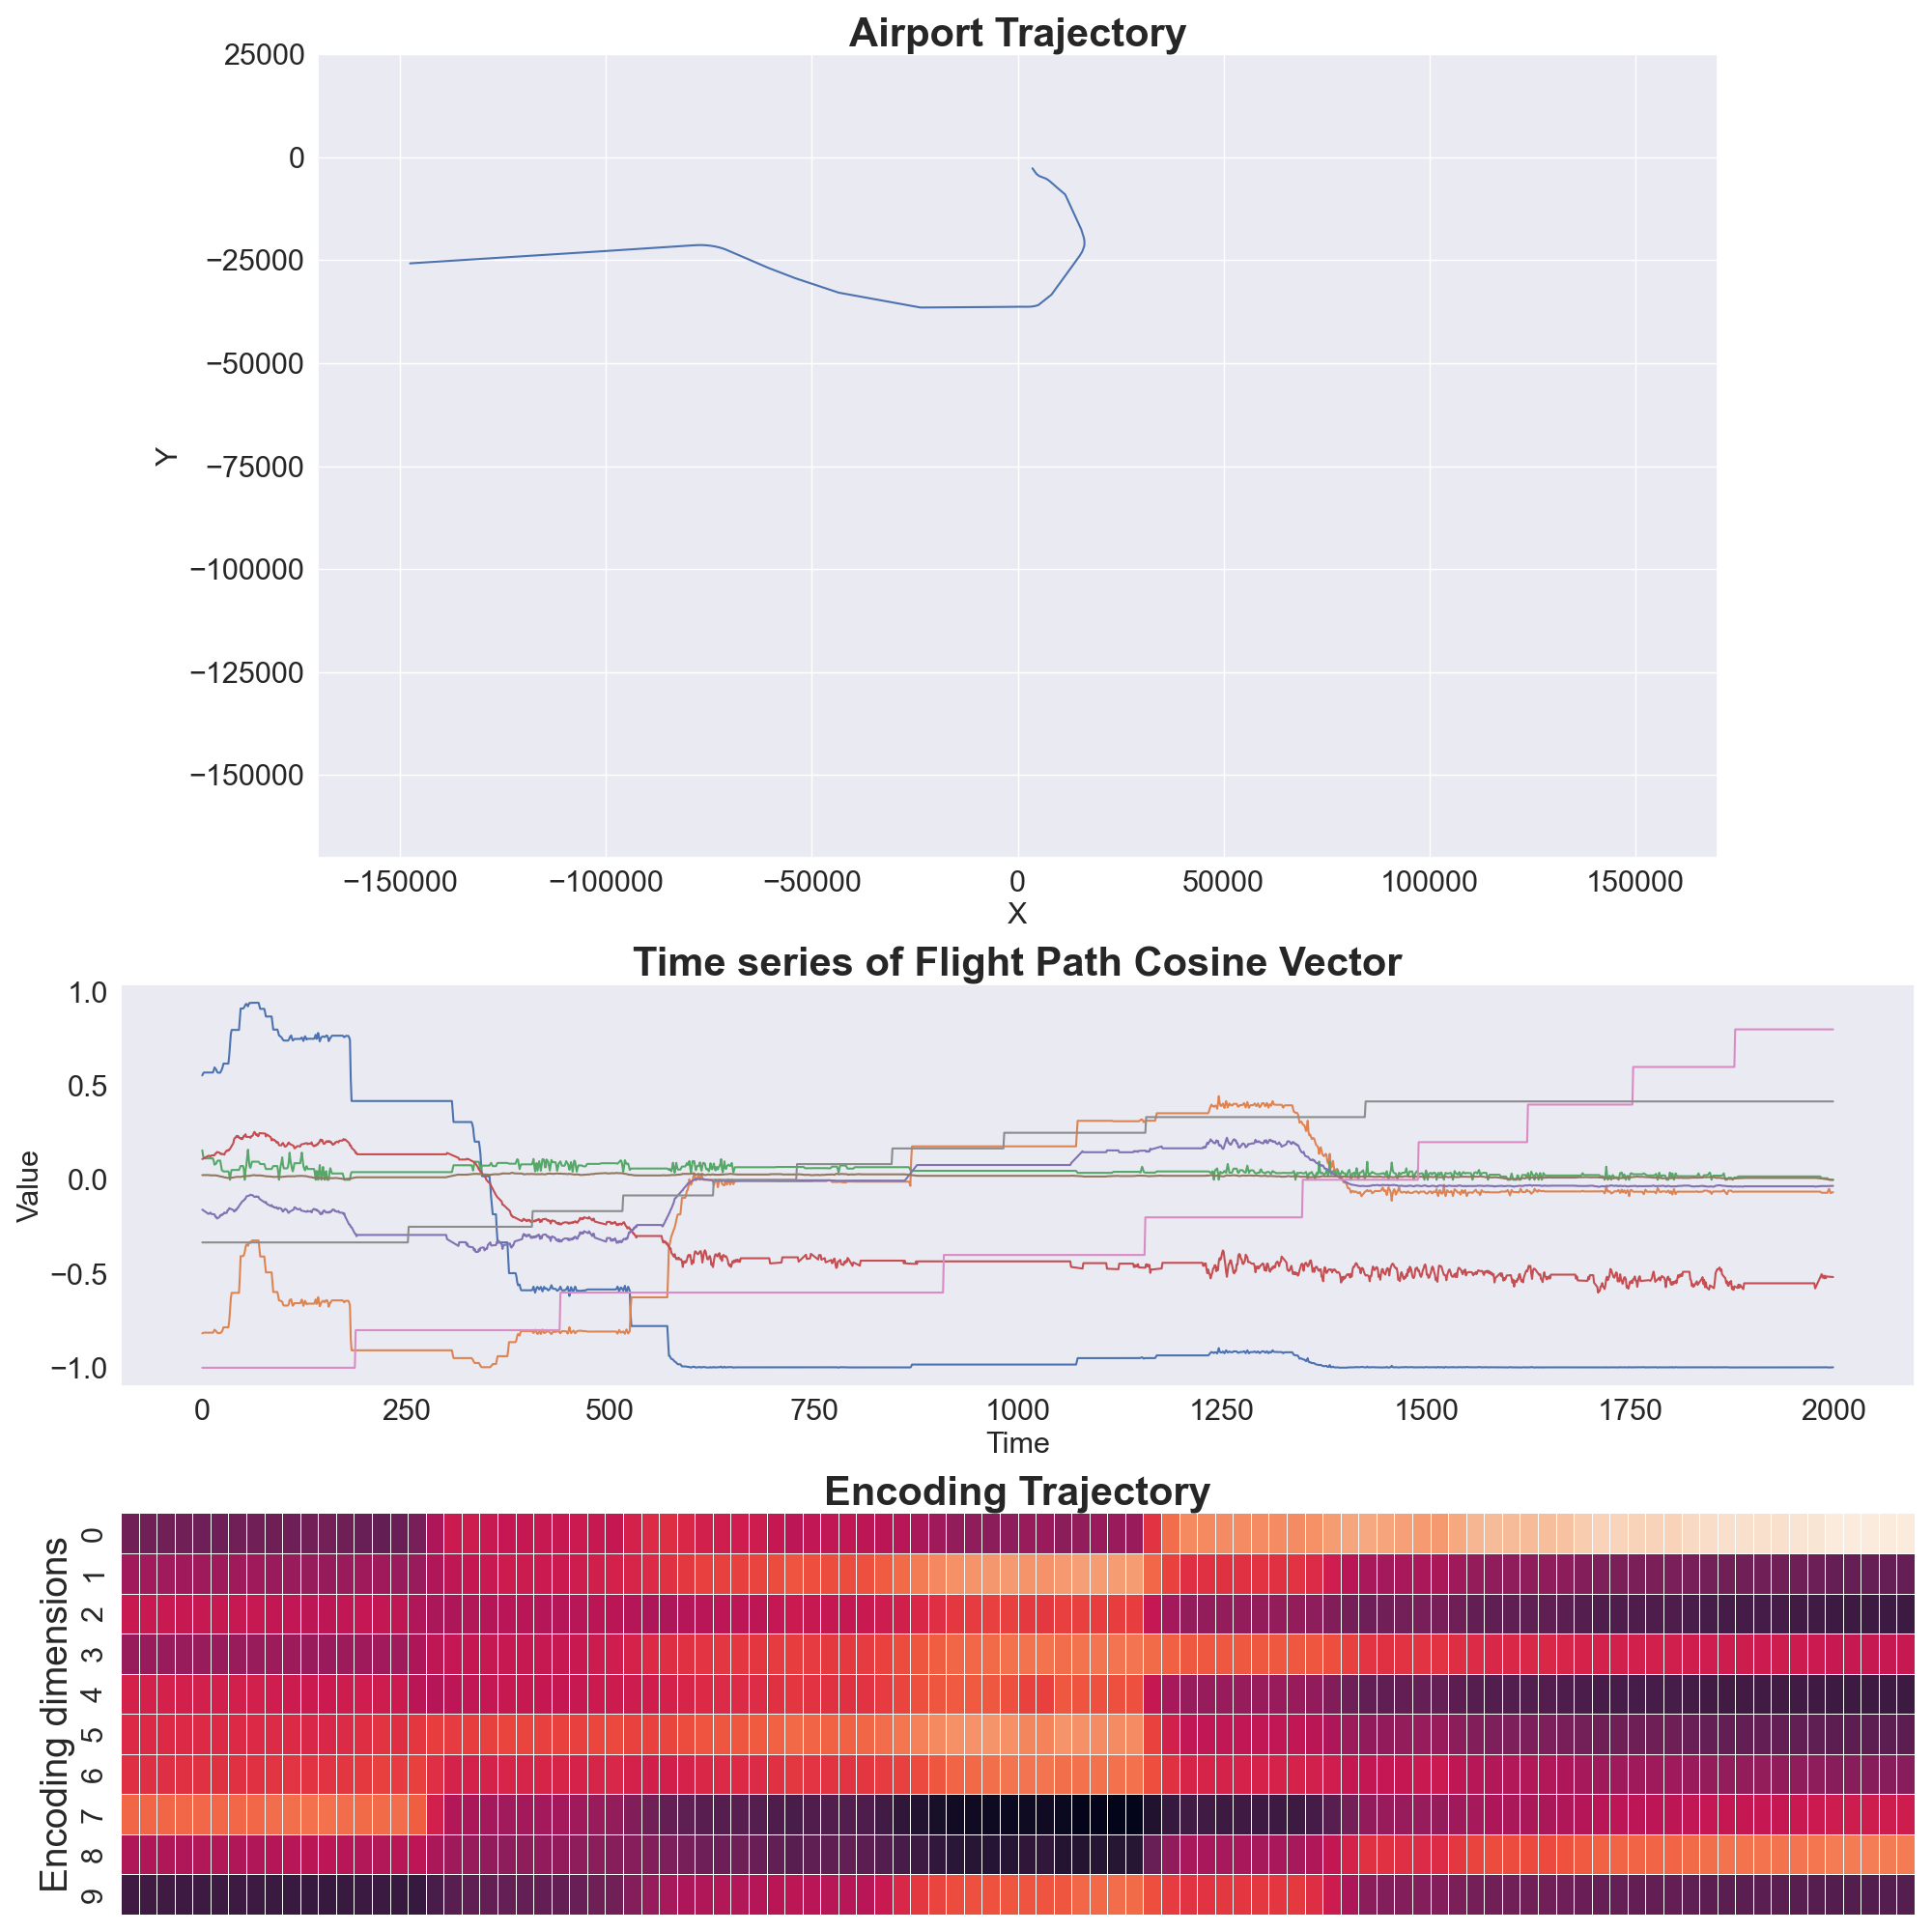 Airport Trajectory
25000
0
−25000
−50000
−75000
−100000
−125000
−150000
Y
−150000 −100000 −50000 0 50000 100000 150000
X
Time series of Flight Path Cosine Vector
1.0
0.5
0.0
−0.5
−1.0
Value
0 250 500 750 1000 1250 1500 1750 2000
Time
Encoding Trajectory
Encoding dimensions
0
1
2
3
4
5
6
7
8
9